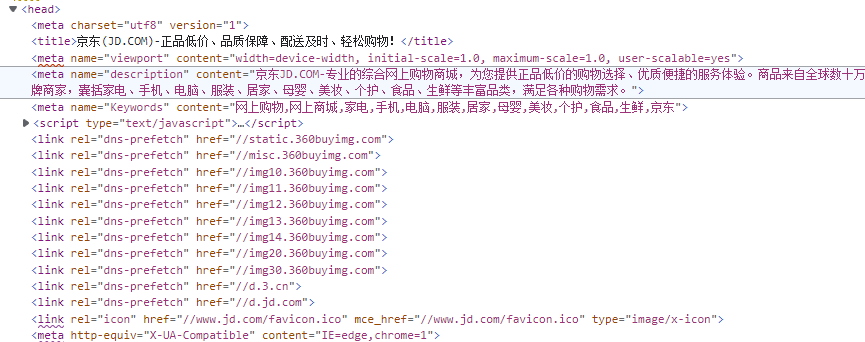 <head>
<meta charset="utf8" version="1">
<title>京东(JD.COM)-正品低价、品质保障、配送及时、轻松购物！</title>
<meta name="viewport" content="width=device-width, initial-scale=1.0, maximum-scale=1.0, user-scalable=yes">
<meta name="description" content="京东JD.COM-专业的综合网上购物商城，为您提供正品低价的购物选择、优质便捷的服务体验。商品来自全球数十万
牌商家，囊括家电、手机、电脑、服装、居家、母婴、美妆、个护、食品、生鲜等丰富品类，满足各种购物需求。">
<meta name="Keywords" content="网上购物,网上商城,家电,手机,电脑,服装,居家,母婴,美妆,个护,食品,生鲜,京东">
<script type="text/javascript">…</script>
<link rel="dns-prefetch" href="//static.360buyimg.com">
<link rel="dns-prefetch" href="//misc.360buyimg.com">
<link rel="dns-prefetch" href="//img10.360buyimg.com">
<link rel="dns-prefetch" href="//img11.360buyimg.com">
<link rel="dns-prefetch" href="//img12.360buyimg.com">
<link rel="dns-prefetch" href="//img13.360buyimg.com">
<link rel="dns-prefetch" href="//img14.360buyimg.com">
<link rel="dns-prefetch" href="//img20.360buyimg.com">
<link rel="dns-prefetch" href="//img30.360buyimg.com">
<link rel="dns-prefetch" href="//d.3.cn">
<link rel="dns-prefetch" href="//d.jd.com">
<link rel="icon" href="//www.jd.com/favicon.ico" mce_href="//www.jd.com/favicon.ico" type="image/x-icon">
<meta http-equiv="X-UA-Compatible" content="IE=edge,chrome=1">